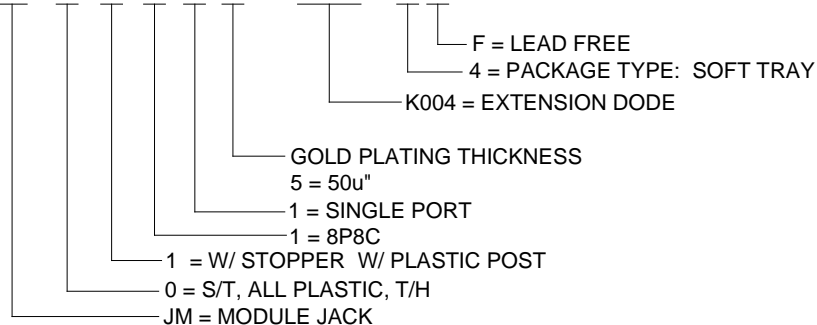 F = LEAD FREE
4 = PACKAGE TYPE: SOFT TRAY
K004 = EXTENSION DODE
GOLD PLATING THICKNESS
5 = 50u"
1 = SINGLE PORT
1 = 8P8C
1 = W/ STOPPER W/ PLASTIC POST
0 = S/T, ALL PLASTIC, T/H
JM = MODULE JACK